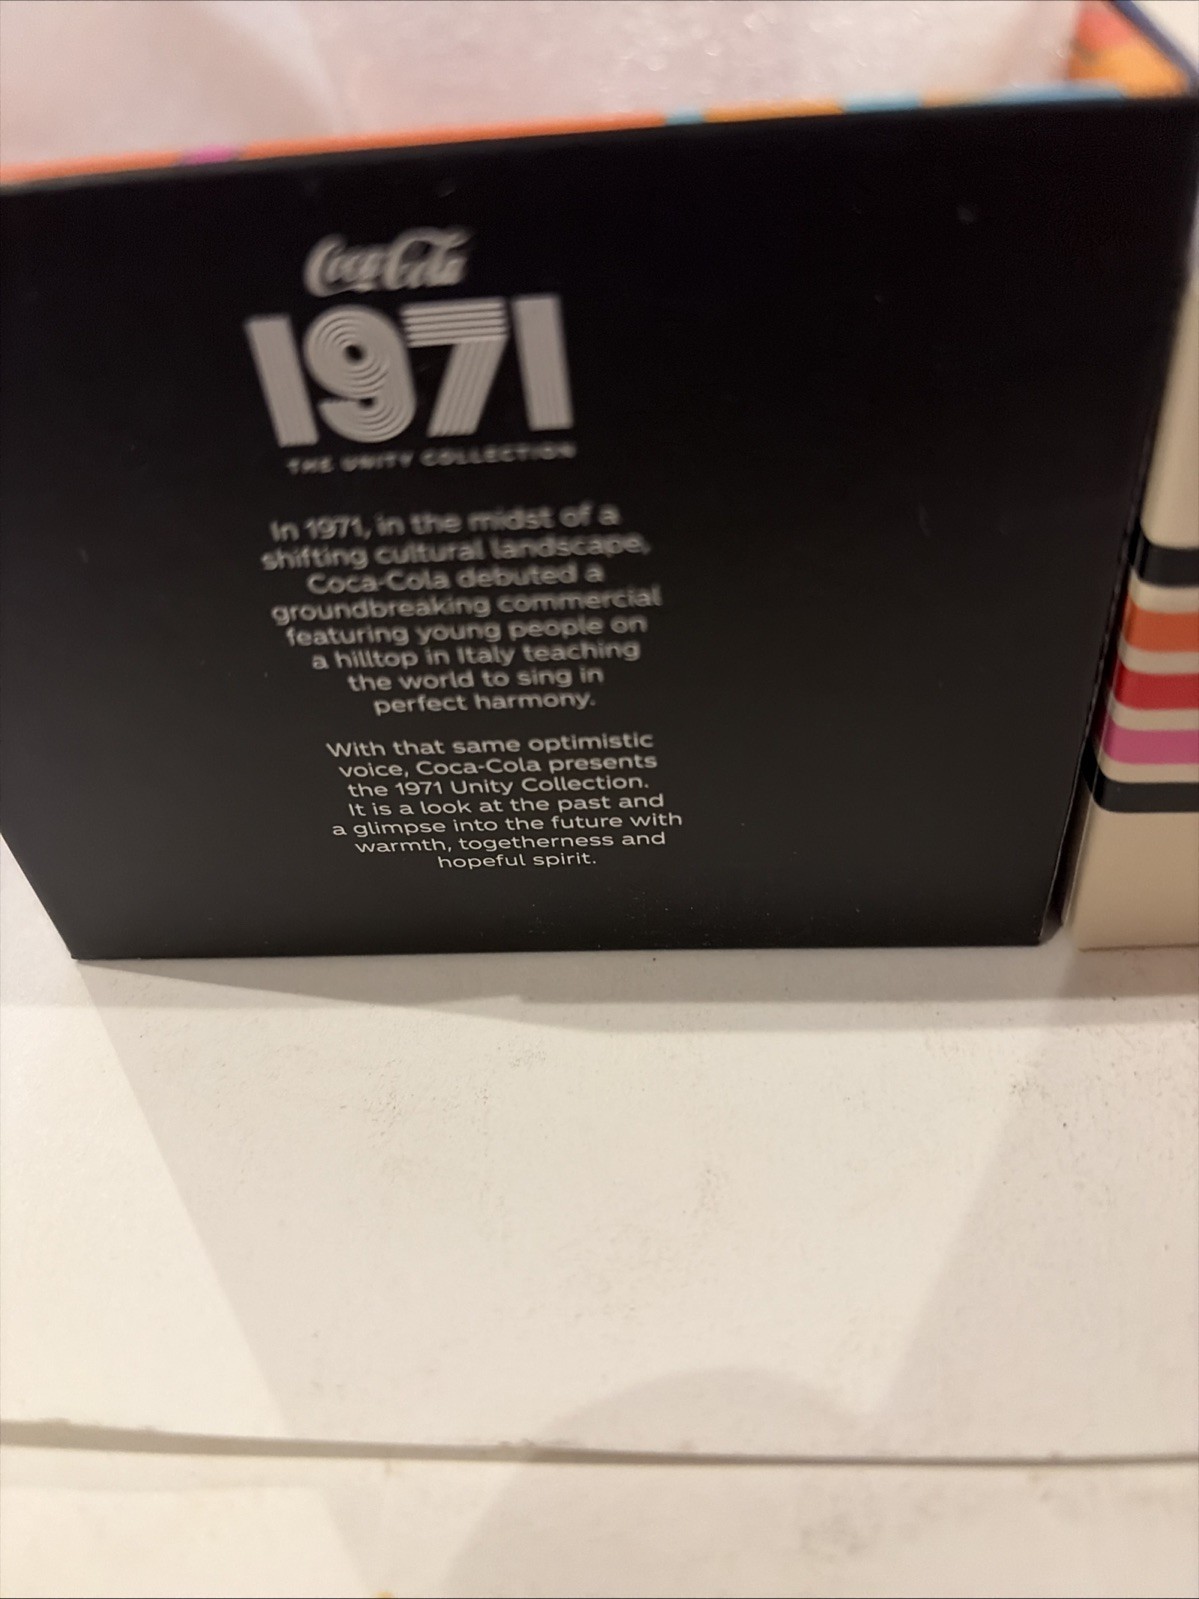 Coca-Cola
1971
THE UNITY COLLECTION
In 1971, in the midst of a
shifting cultural landscape,
Coca-Cola debuted a
groundbreaking commercial
featuring young people on
a hilltop in Italy teaching
the world to sing in
perfect harmony.
With that same optimistic
voice, Coca-Cola presents
the 1971 Unity Collection.
It is a look at the past and
a glimpse into the future with
warmth, togetherness and
hopeful spirit.